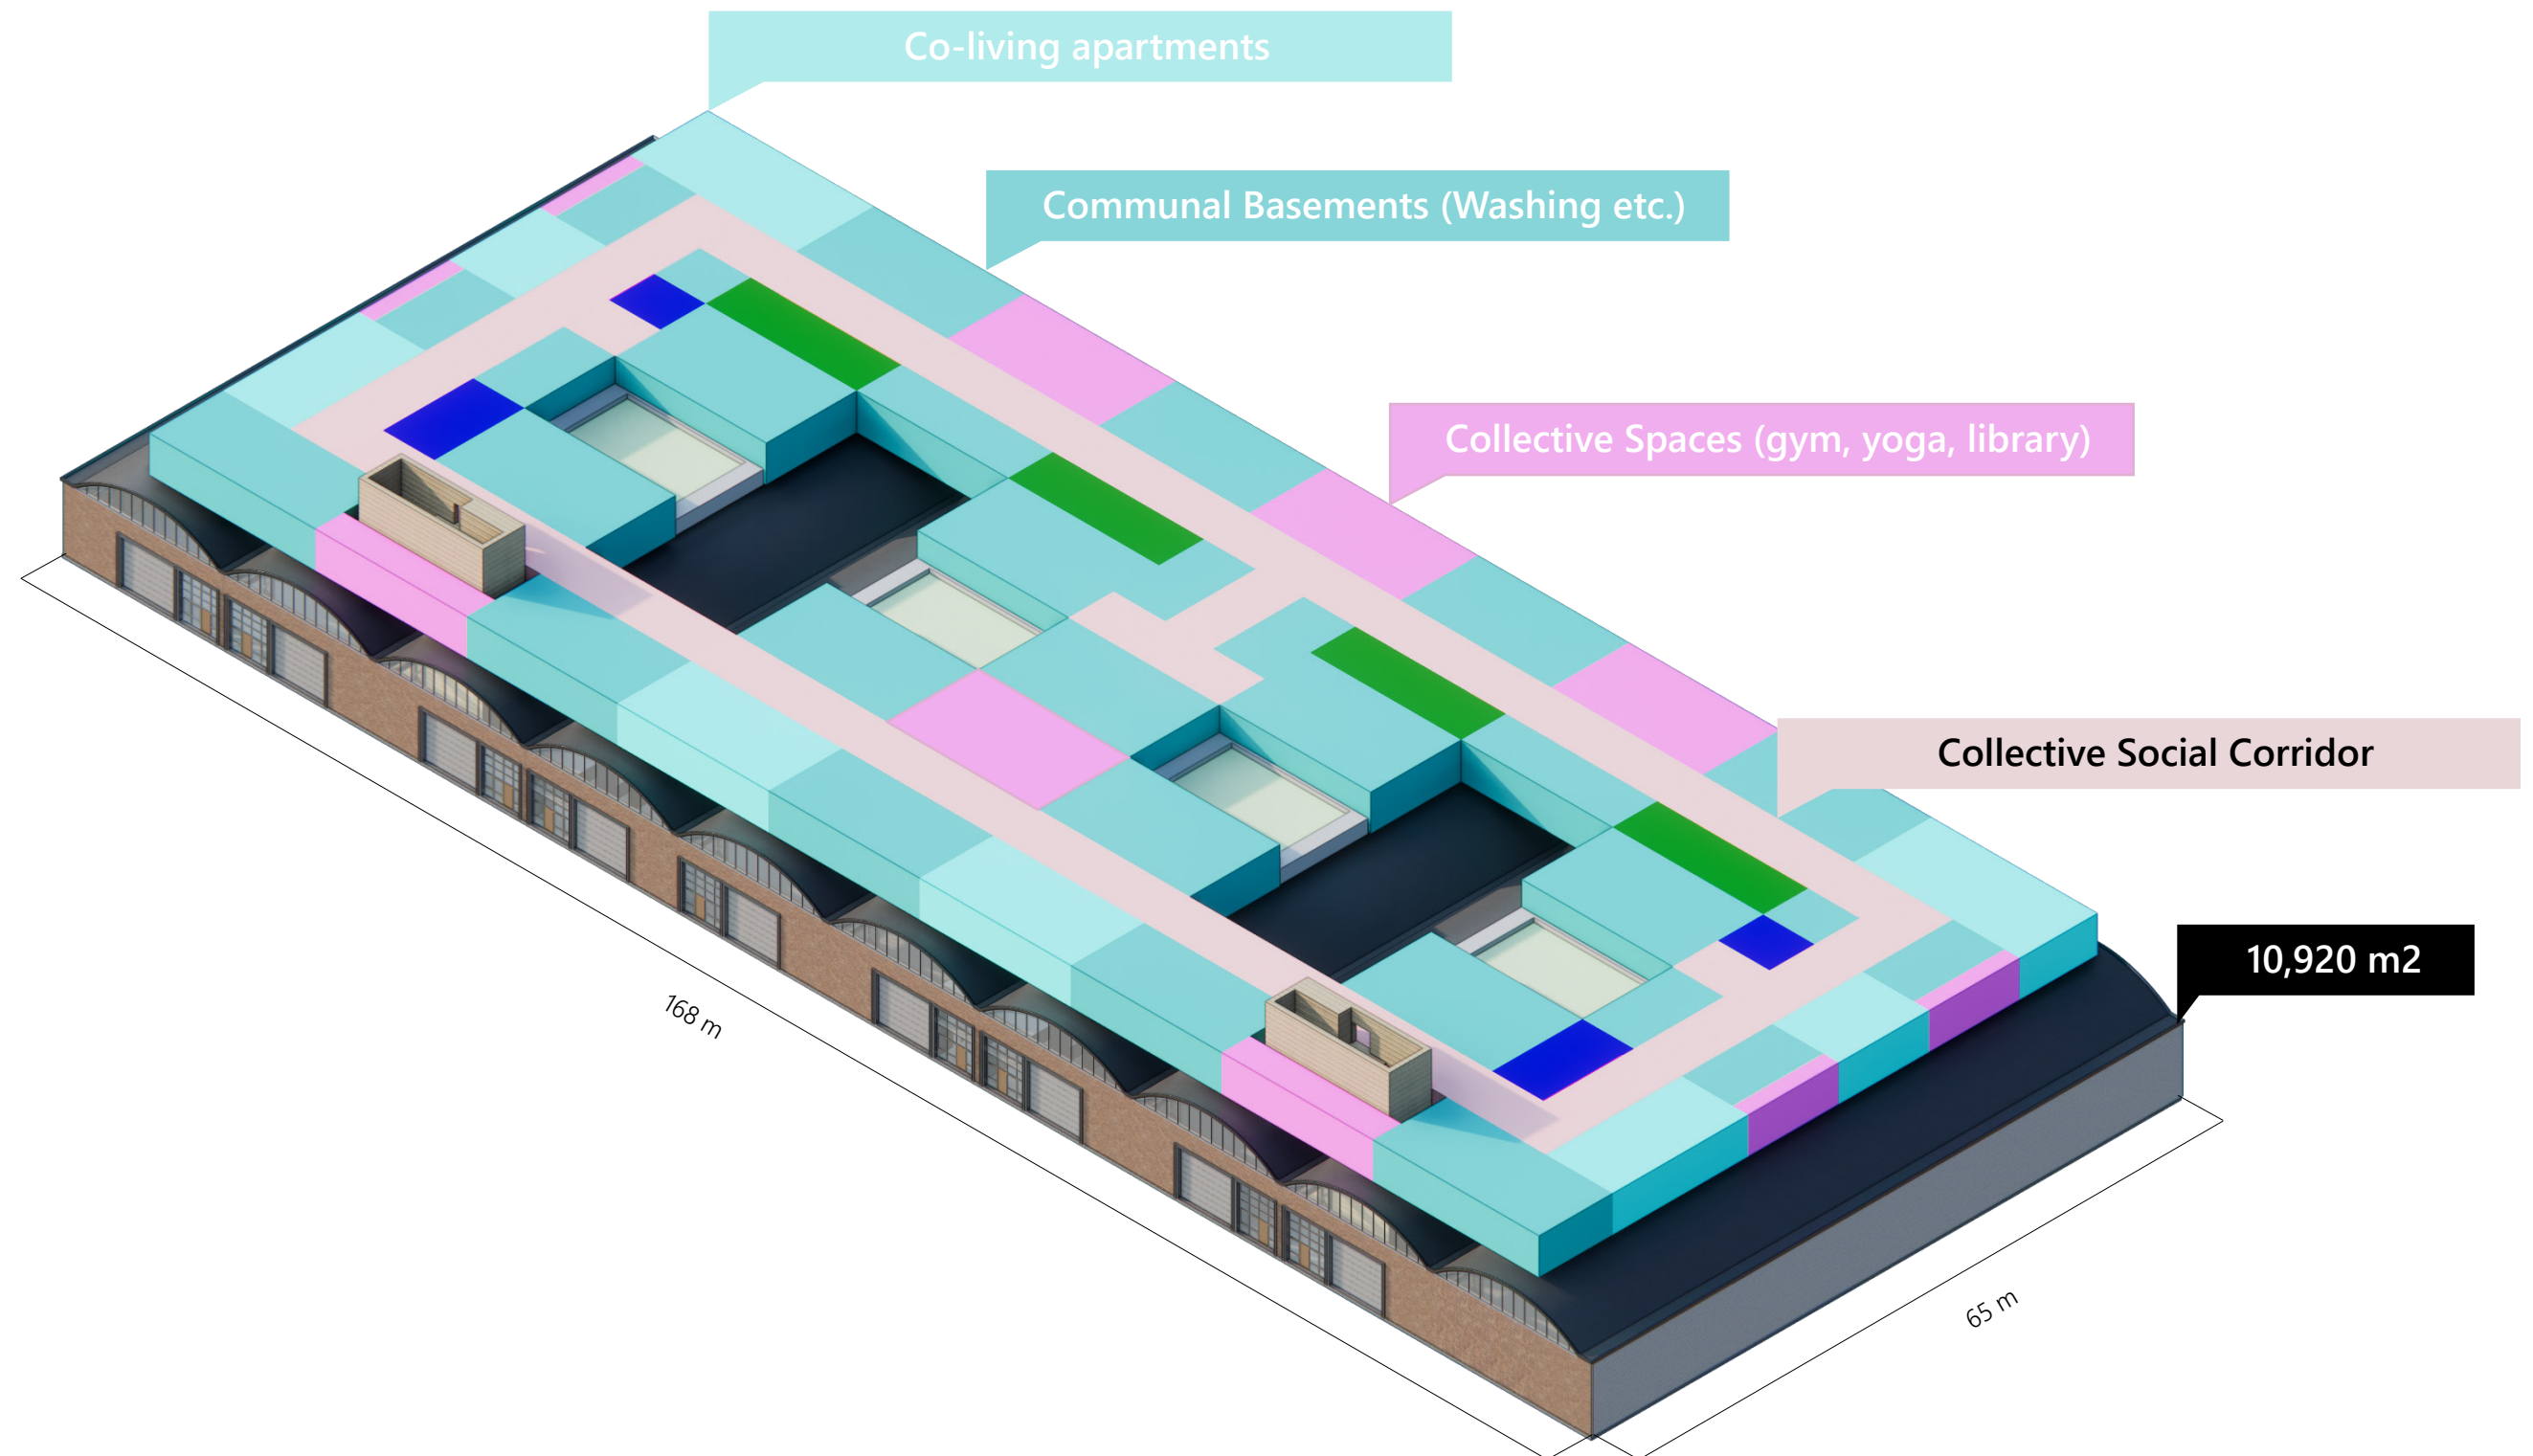 Co-living apartments
Communal Basements (Washing etc.)
Collective Spaces (gym, yoga, library)
Collective Social Corridor
10,920 m2
168 m
65 m